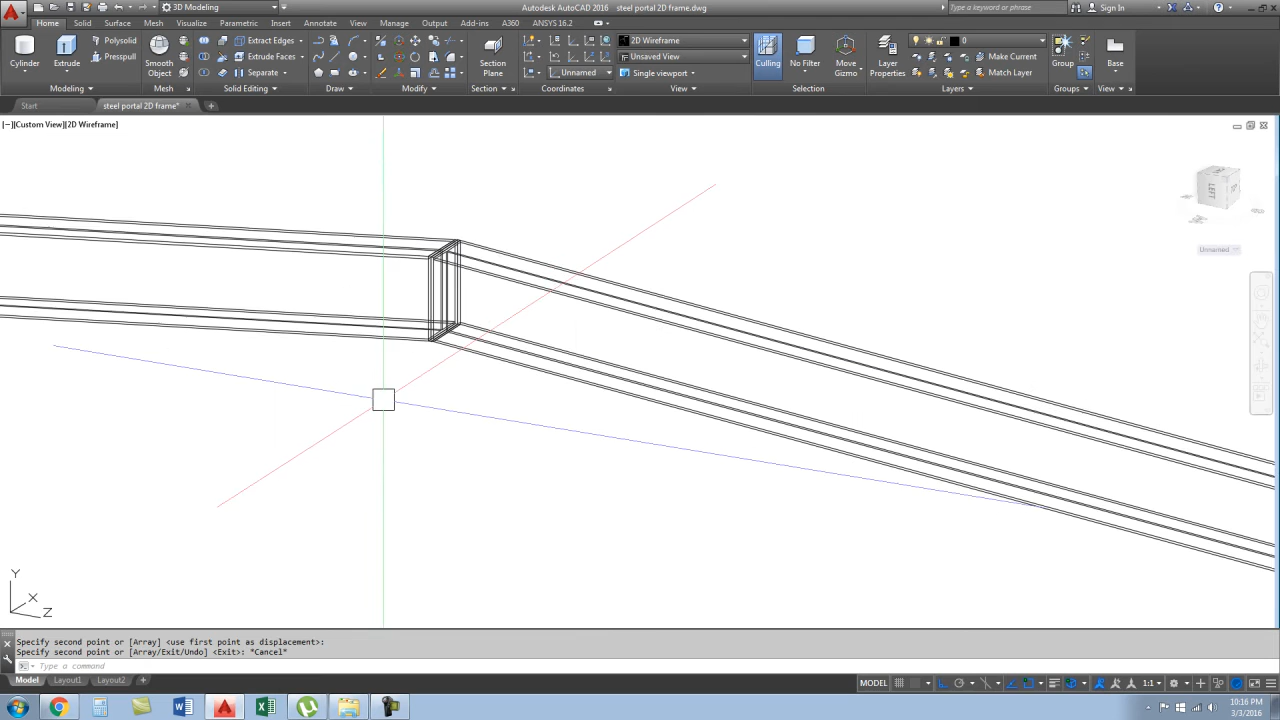 3D Modeling
Autodesk AutoCAD 2016 steel portal 2D frame.dwg
Type a keyword or phrase
Sign In
Home Solid Surface Mesh Visualize Parametric Insert Annotate View Manage Output Add-ins A360 ANSYS 16.2
Polysolid
Presspull
Cylinder
Extrude
Smooth
Object
Extract Edges
Extrude Faces
Separate
Section
Plane
Unnamed
2D Wireframe
Unsaved View
Single viewport
Culling
No Filter
Move
Gizmo
Layer
Properties
0
Make Current
Match Layer
Group
Base
Modeling Mesh Solid Editing Draw Modify Section Coordinates View Selection Layers Groups View
Start
steel portal 2D frame*
[−][Custom View][2D Wireframe]
LEFT
Unnamed
Y
X
Z
Specify second point or [Array] <use first point as displacement>:
Specify second point or [Array/Exit/Undo] <Exit>: *Cancel*
Type a command
Model Layout1 Layout2
MODEL
1:1
10:16 PM
3/3/2016